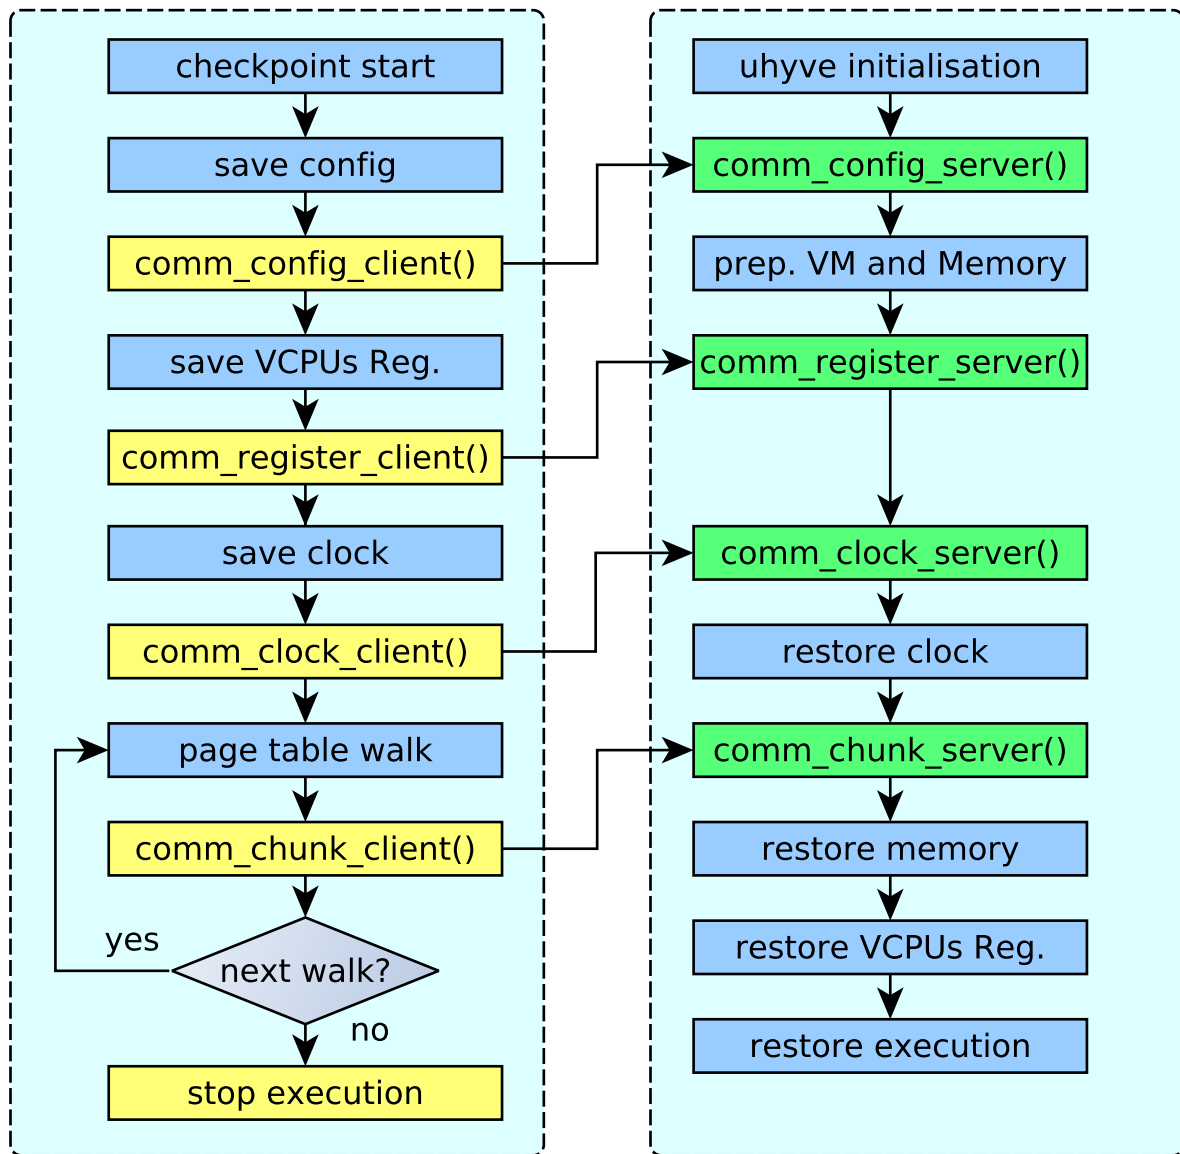 checkpoint start
save config
comm_config_client()
save VCPUs Reg.
comm_register_client()
save clock
comm_clock_client()
page table walk
comm_chunk_client()
yes
next walk?
no
stop execution
uhyve initialisation
comm_config_server()
prep. VM and Memory
comm_register_server()
comm_clock_server()
restore clock
comm_chunk_server()
restore memory
restore VCPUs Reg.
restore execution